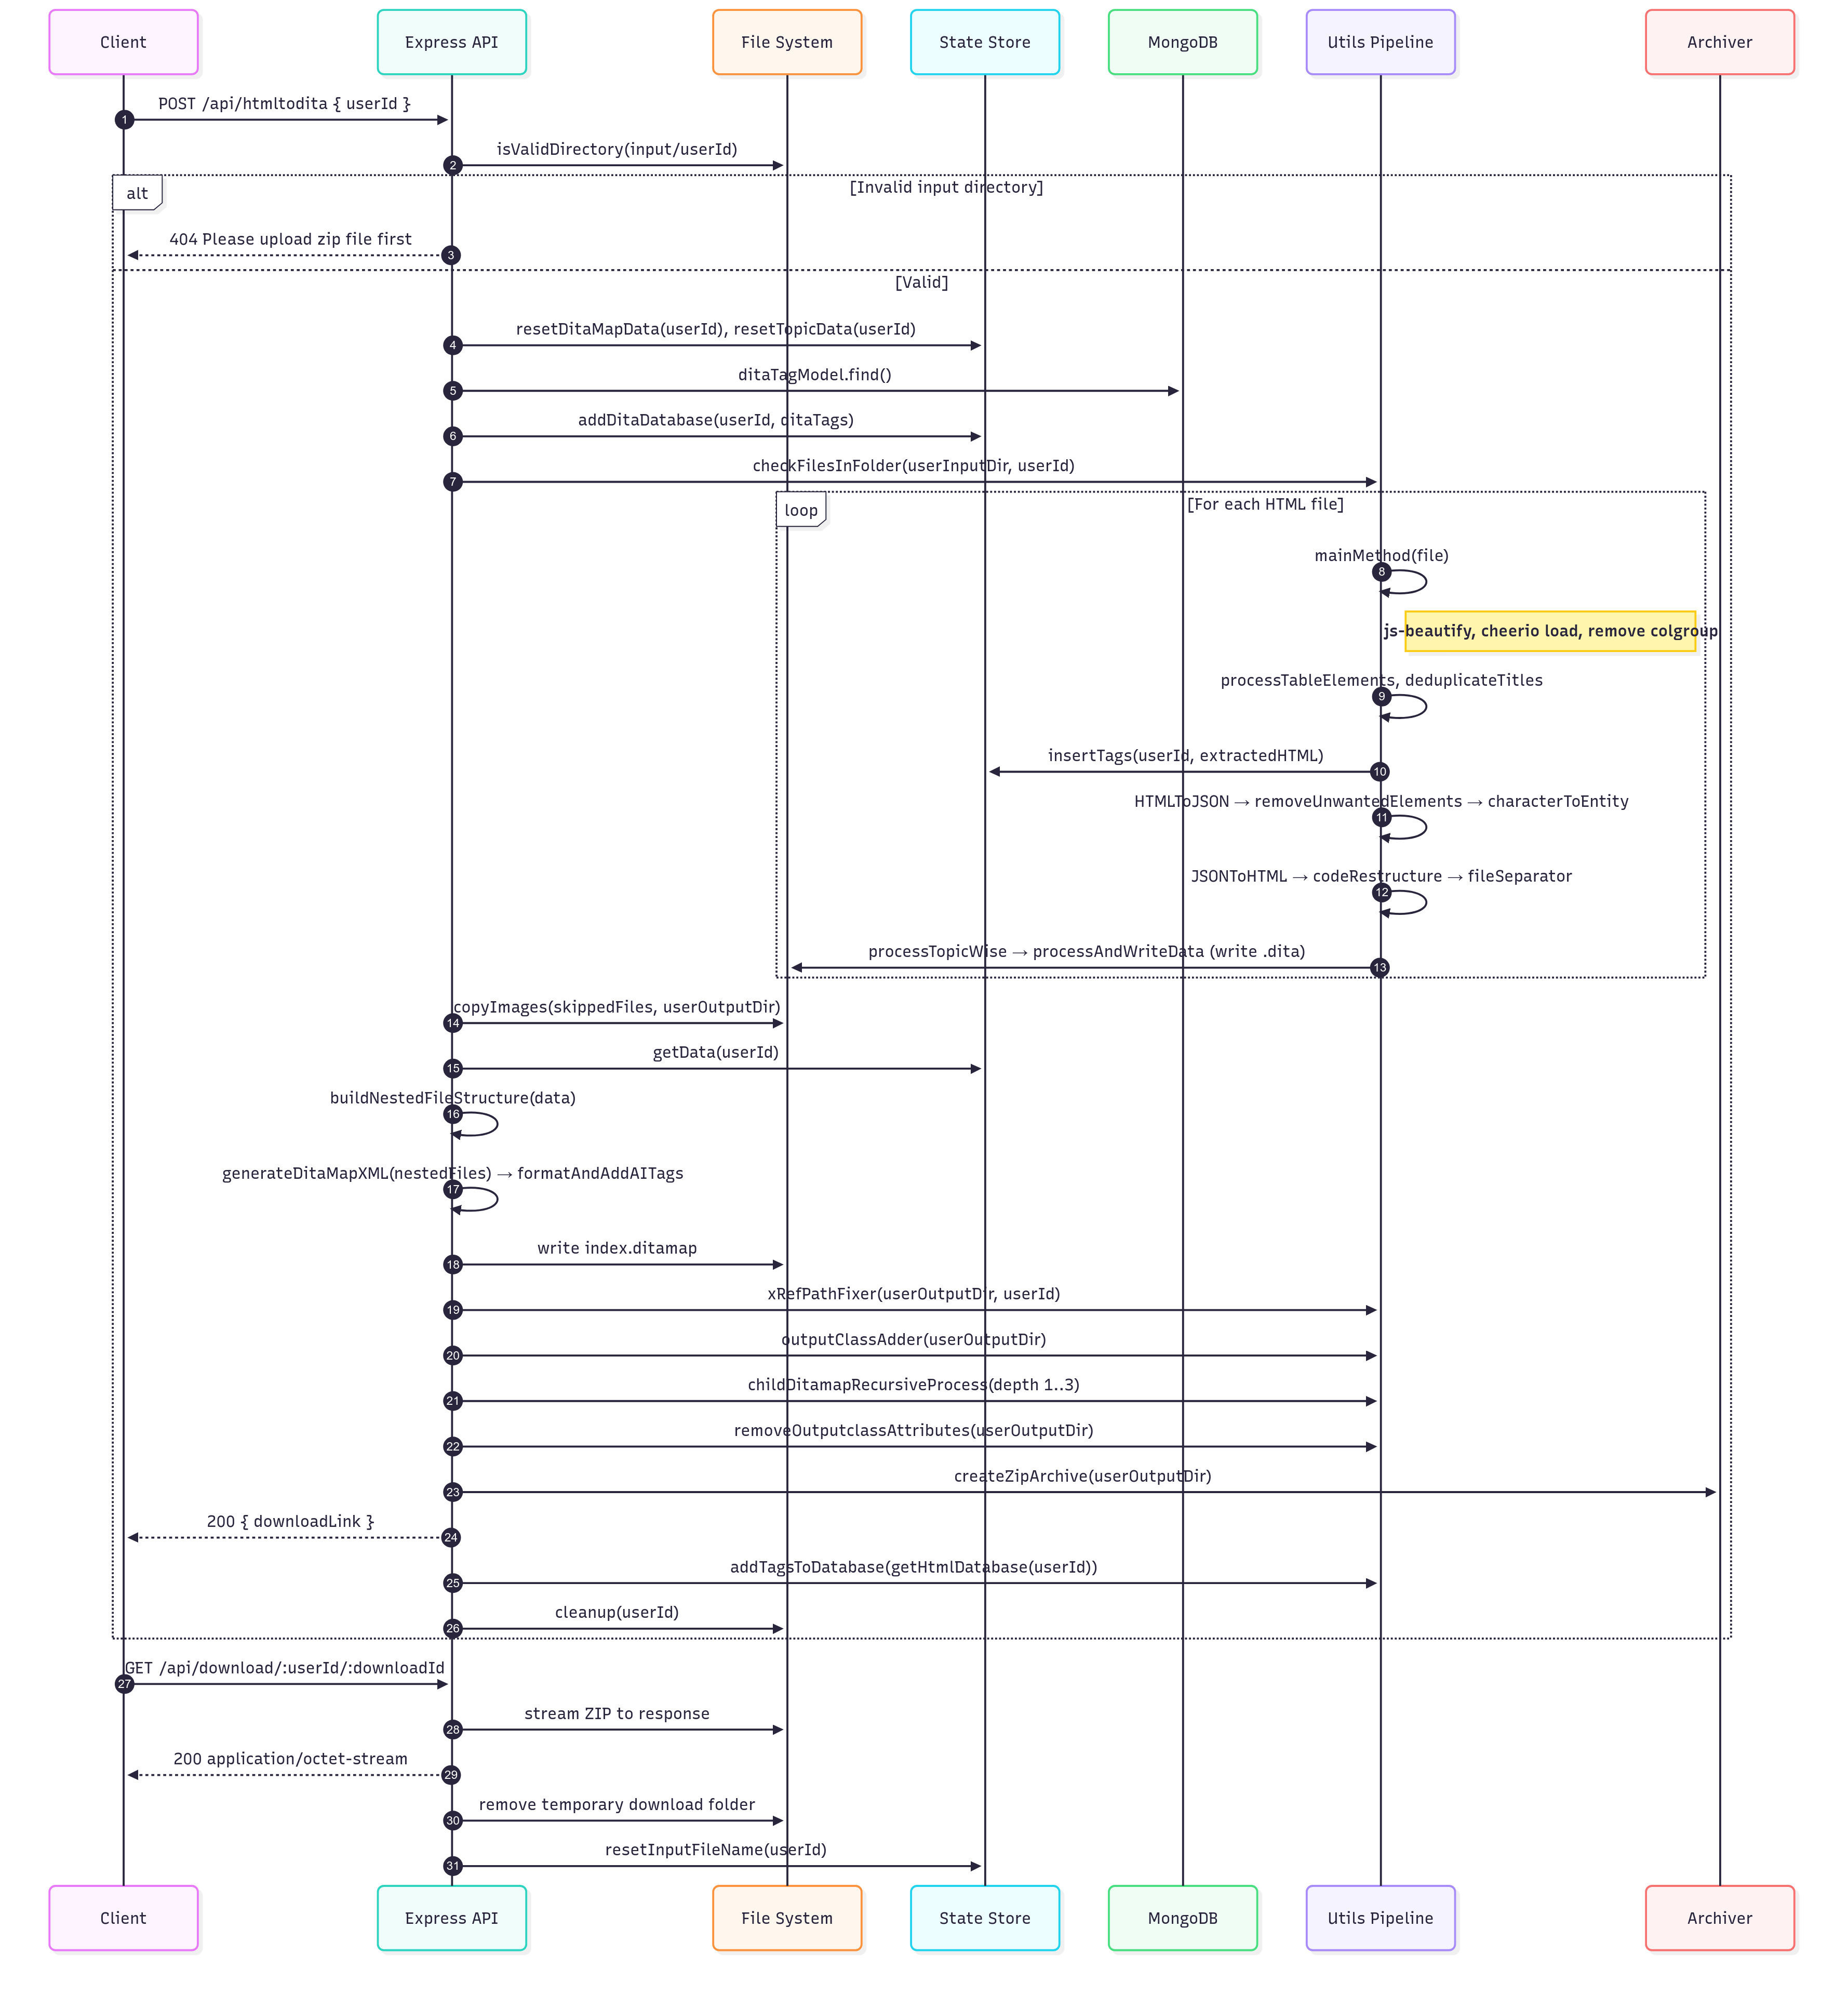 Client
Express API
File System
State Store
MongoDB
Utils Pipeline
Archiver
POST /api/htmltodita { userId }
1
isValidDirectory(input/userId)
2
alt
[Invalid input directory]
404 Please upload zip file first
3
[Valid]
resetDitaMapData(userId), resetTopicData(userId)
4
ditaTagModel.find()
5
addDitaDatabase(userId, ditaTags)
6
checkFilesInFolder(userInputDir, userId)
7
loop
[For each HTML file]
mainMethod(file)
8
js-beautify, cheerio load, remove colgroup
processTableElements, deduplicateTitles
9
insertTags(userId, extractedHTML)
10
HTMLToJSON → removeUnwantedElements → characterToEntity
11
JSONToHTML → codeRestructure → fileSeparator
12
processTopicWise → processAndWriteData (write .dita)
13
copyImages(skippedFiles, userOutputDir)
14
getData(userId)
15
buildNestedFileStructure(data)
16
generateDitaMapXML(nestedFiles) → formatAndAddAITags
17
write index.ditamap
18
xRefPathFixer(userOutputDir, userId)
19
outputClassAdder(userOutputDir)
20
childDitamapRecursiveProcess(depth 1..3)
21
removeOutputclassAttributes(userOutputDir)
22
createZipArchive(userOutputDir)
23
200 { downloadLink }
24
addTagsToDatabase(getHtmlDatabase(userId))
25
cleanup(userId)
26
GET /api/download/:userId/:downloadId
27
stream ZIP to response
28
200 application/octet-stream
29
remove temporary download folder
30
resetInputFileName(userId)
31
Client
Express API
File System
State Store
MongoDB
Utils Pipeline
Archiver